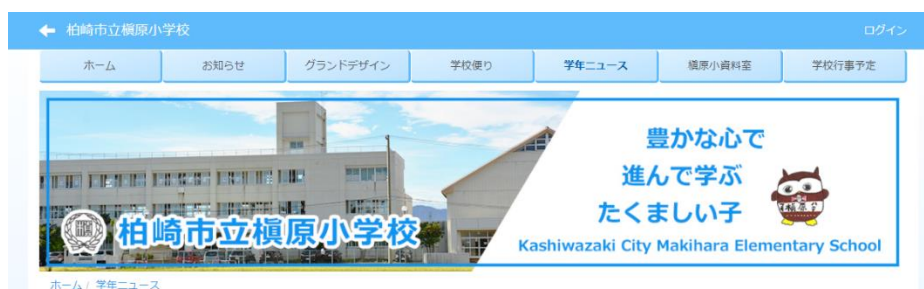 柏崎市立槇原小学校
ログイン
ホーム
お知らせ
グランドデザイン
学校便り
学年ニュース
槇原小資料室
学校行事予定
豊かな心で
進んで学ぶ
たくましい子
柏崎市立槇原小学校
Kashiwazaki City Makihara Elementary School
ホーム / 学年ニュース